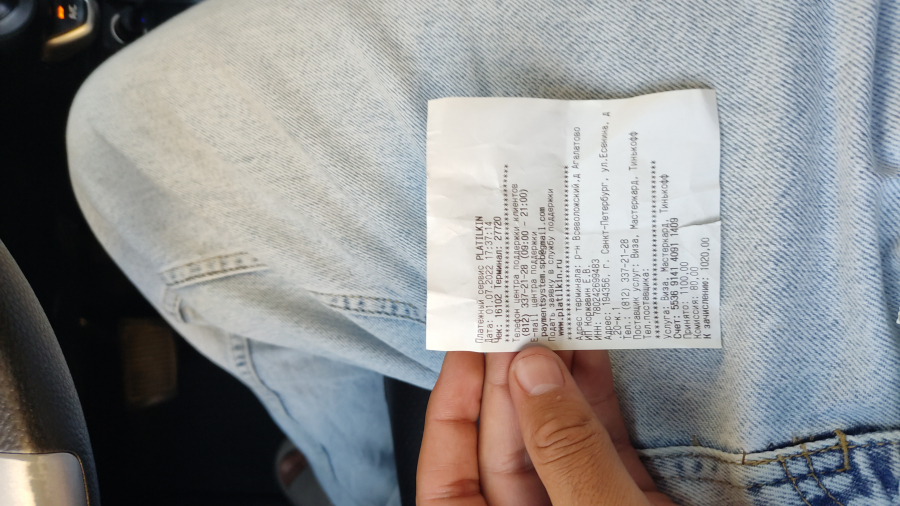 Платежный сервис PLATILKIN
Дата: 01.07.2022 17:37:14
Чек: 16102 Терминал: 27720
*****************************
Телефон центра поддержки клиентов
(812) 337-21-28 (09:00 - 21:00)
E-mail центра поддержки
paymentsystem.spb@gmail.com
Подать заявку в службу поддержки
www.platilkin.ru
*****************************
Адрес терминала: р-н Всеволожский,д Агалатово
ИНН: 780242699483
Адрес: 194356, г. Санкт-Петербург, ул.Есенина, д
Тел.: (812) 337-21-28
Поставщик услуг: Виза, Мастеркард, Тинькофф
Тел.поставщика:
*****************************
Услуга: Виза, Мастеркард, Тинькофф
Счет: 5536 9141 4091 1409
Принято: 1100,00
Комиссия: 80,00
К зачислению: 1020,00